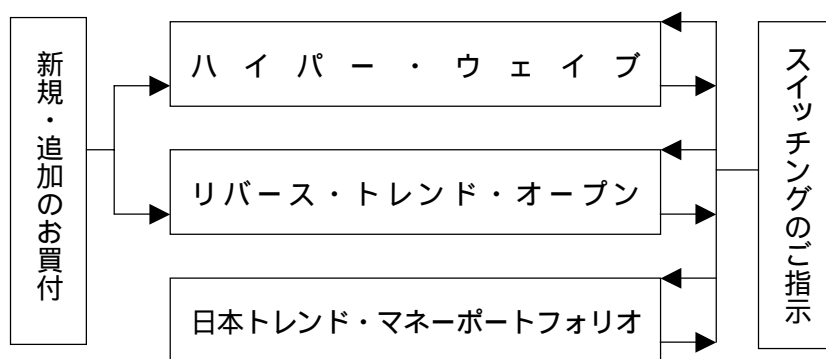 新規・追加のお買付
ハイパー・ウェイブ
リバース・トレンド・オープン
日本トレンド・マネーポートフォリオ
スイッチングのご指示